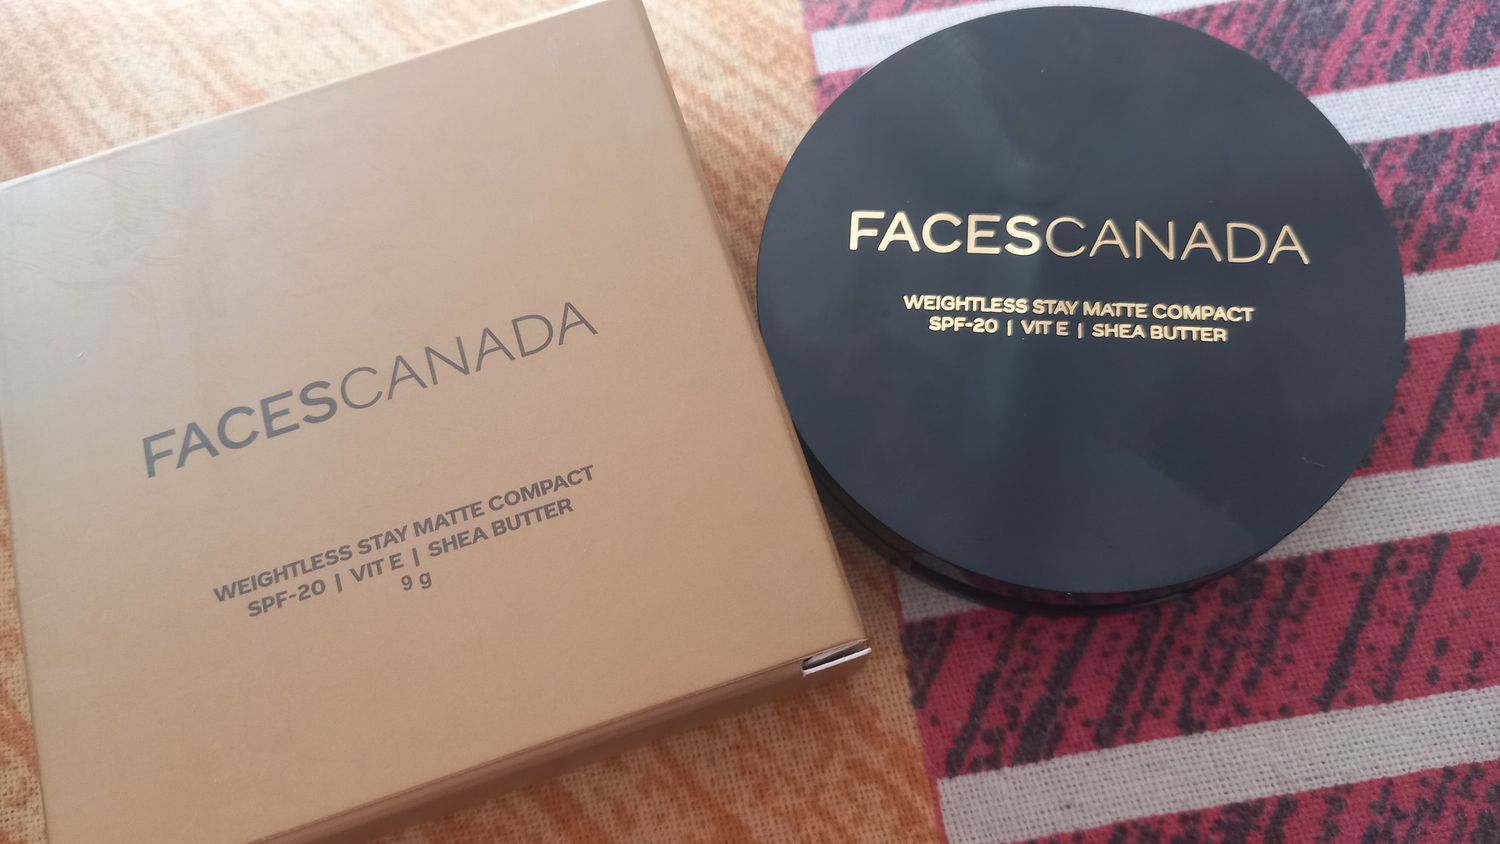 FACESCANADA
WEIGHTLESS STAY MATTE COMPACT
SPF-20 | VIT E | SHEA BUTTER
9 g
FACESCANADA
WEIGHTLESS STAY MATTE COMPACT
SPF-20 | VIT E | SHEA BUTTER